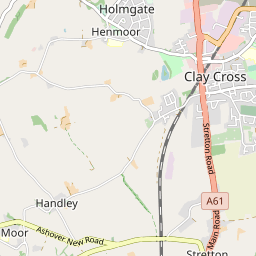 Holmgate
Henmoor
Clay Cross
Stretton Road
A61
Handley
Main Road
Moor
Ashover New Road
Stretton